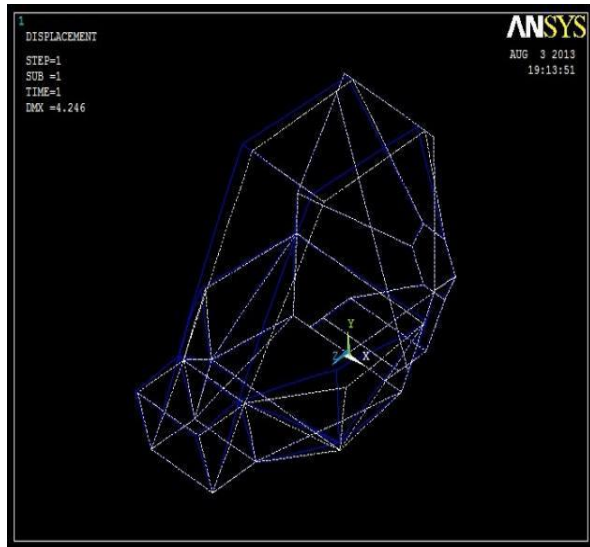 1
DISPLACEMENT
STEP=1
SUB =1
TIME=1
DMX =4.246
ANSYS
AUG 3 2013
19:13:51
Y
Z X